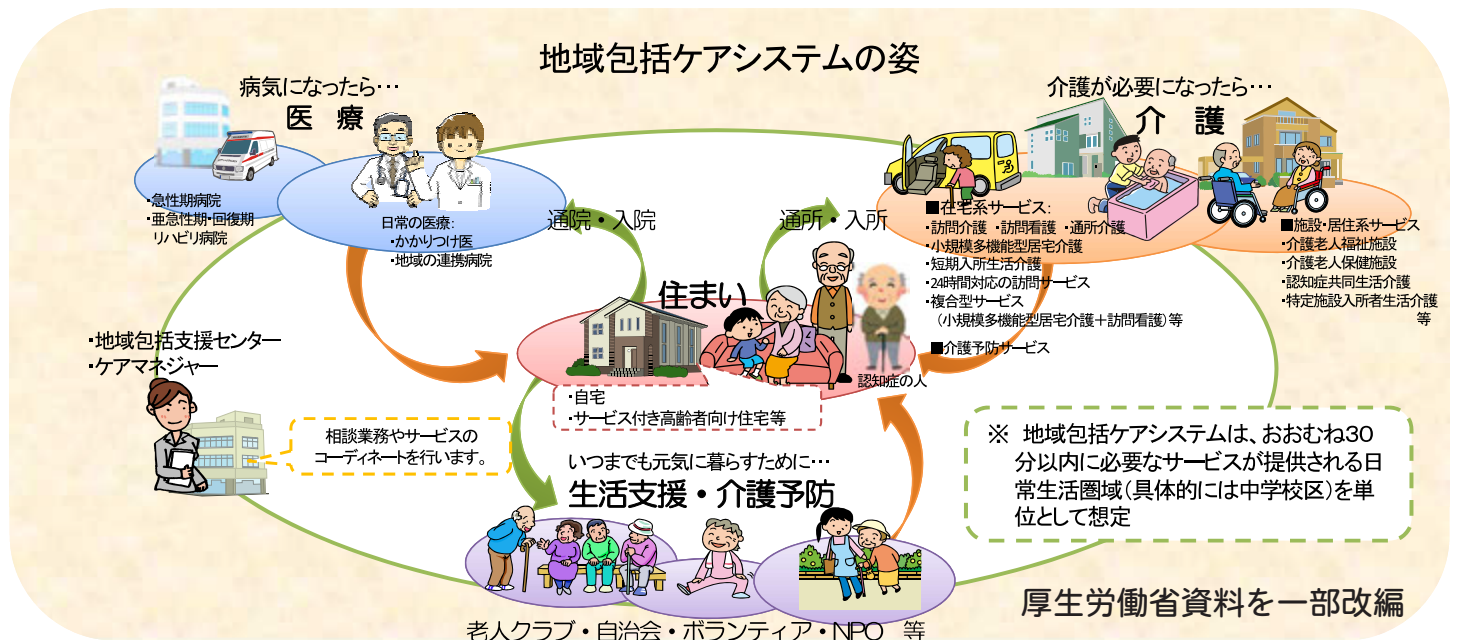 地域包括ケアシステムの姿
病気になったら…
医　療
・急性期病院
・亜急性期・回復期
リハビリ病院
日常の医療：
・かかりつけ医
・地域の連携病院
通院・入院
通所・入所
介護が必要になったら…
介　護
■在宅系サービス：
・訪問介護 ・訪問看護 ・通所介護
・小規模多機能型居宅介護
・短期入所生活介護
・24時間対応の訪問サービス
・複合型サービス
（小規模多機能型居宅介護＋訪問看護）等
■介護予防サービス
■施設・居住系サービス
・介護老人福祉施設
・介護老人保健施設
・認知症共同生活介護
・特定施設入所者生活介護
等
住まい
認知症の人
・自宅
・サービス付き高齢者向け住宅等
・地域包括支援センター
・ケアマネジャー
相談業務やサービスの
コーディネートを行います。
いつまでも元気に暮らすために…
生活支援・介護予防
老人クラブ・自治会・ボランティア・NPO　等
※ 地域包括ケアシステムは、おおむね30
分以内に必要なサービスが提供される日
常生活圏域（具体的には中学校区）を単
位として想定
厚生労働省資料を一部改編